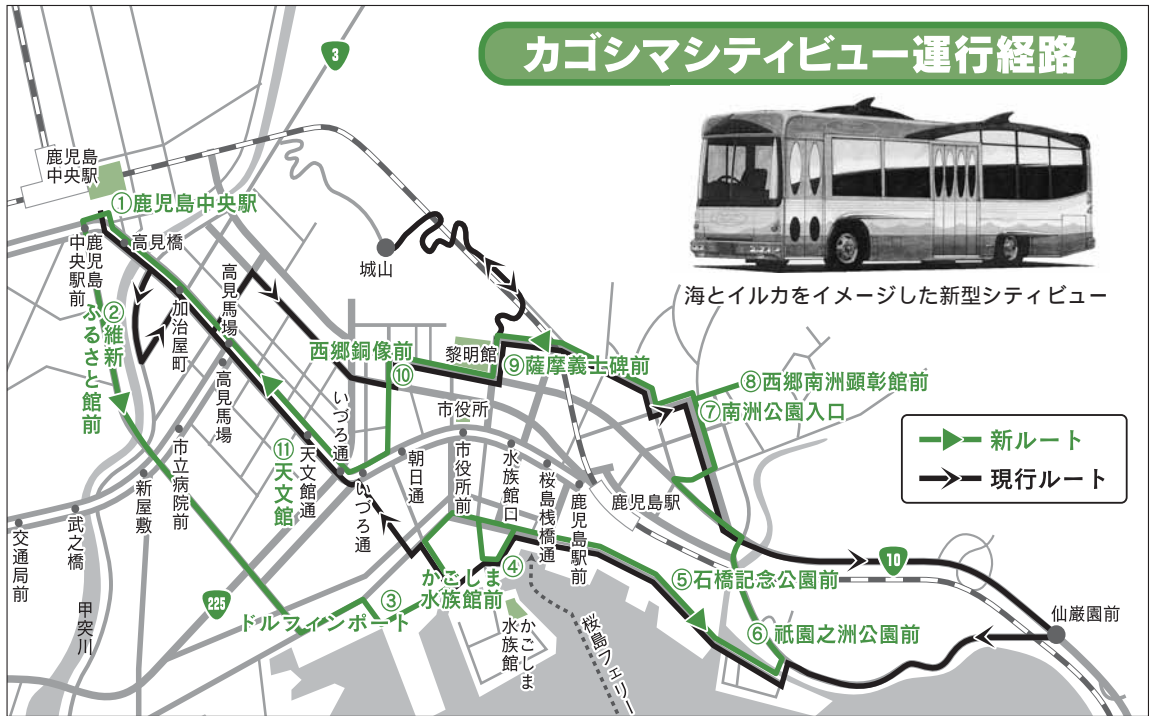 カゴシマシティビュー運行経路
3
鹿児島
中央駅
①鹿児島中央駅
高見橋
鹿児島
中央駅前
②維新
ふるさと館前
加治屋町
高見馬場
高見馬場
城山
海とイルカをイメージした新型シティビュー
西郷銅像前
⑩
黎明館
⑨薩摩義士碑前
⑧西郷南洲顕彰館前
⑦南洲公園入口
新ルート
現行ルート
市役所
いづろ通
⑪天文館
天文館通
いづろ通
朝日通
市役所前
水族館口
桜島桟橋通
鹿児島駅前
鹿児島駅
市立病院前
新屋敷
武之橋
交通局前
甲突川
225
10
③
ドルフィンポート
④
かごしま
水族館前
かごしま
水族館
桜島フェリー
⑤石橋記念公園前
⑥祇園之洲公園前
仙巌園前